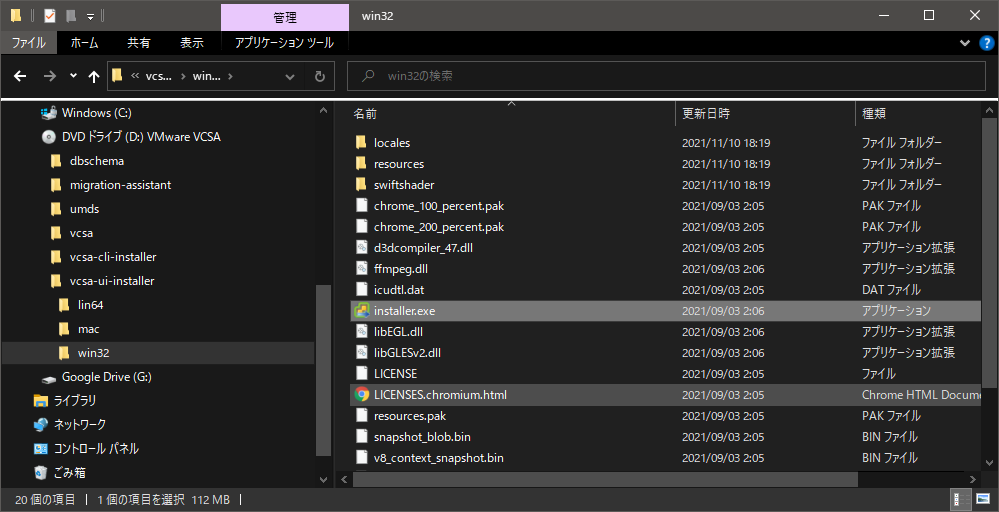 管理
win32
ファイル
ホーム
共有
表示
アプリケーション ツール
vcs...
win...
win32の検索
Windows (C:)
DVD ドライブ (D:) VMware VCSA
dbschema
migration-assistant
umds
vcsa
vcsa-cli-installer
vcsa-ui-installer
lin64
mac
win32
Google Drive (G:)
ライブラリ
ネットワーク
コントロール パネル
ごみ箱
名前 更新日時 種類
locales 2021/11/10 18:19 ファイル フォルダー
resources 2021/11/10 18:19 ファイル フォルダー
swiftshader 2021/11/10 18:19 ファイル フォルダー
chrome_100_percent.pak 2021/09/03 2:05 PAK ファイル
chrome_200_percent.pak 2021/09/03 2:05 PAK ファイル
d3dcompiler_47.dll 2021/09/03 2:05 アプリケーション拡張
ffmpeg.dll 2021/09/03 2:05 アプリケーション拡張
icudtl.dat 2021/09/03 2:05 DAT ファイル
installer.exe 2021/09/03 2:06 アプリケーション
libEGL.dll 2021/09/03 2:06 アプリケーション拡張
libGLESv2.dll 2021/09/03 2:06 アプリケーション拡張
LICENSE 2021/09/03 2:05 ファイル
LICENSES.chromium.html 2021/09/03 2:05 Chrome HTML Docume
resources.pak 2021/09/03 2:05 PAK ファイル
snapshot_blob.bin 2021/09/03 2:05 BIN ファイル
v8_context_snapshot.bin 2021/09/03 2:05 BIN ファイル
20 個の項目 1 個の項目を選択 112 MB